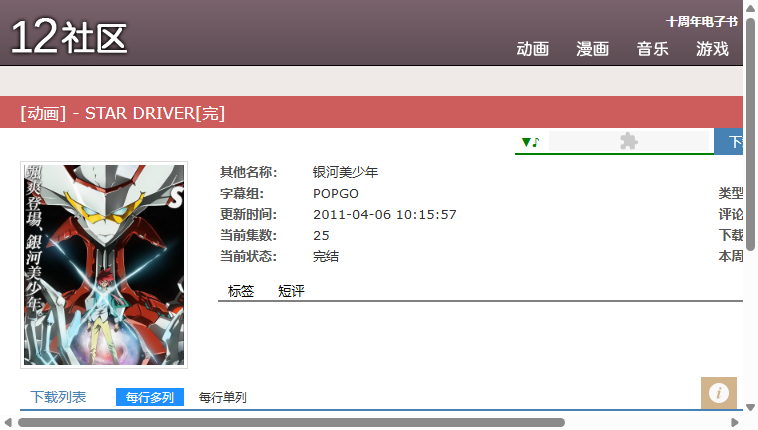 12社区
十周年电子书
动画 漫画 音乐 游戏
[动画] - STAR DRIVER[完]
▼♪
下
其他名称: 银河美少年
字幕组: POPGO 类型
更新时间: 2011-04-06 10:15:57 评论
当前集数: 25 下载
当前状态: 完结 本周
标签 短评
颯爽登場、銀河美少年
S
下载列表 每行多列 每行单列